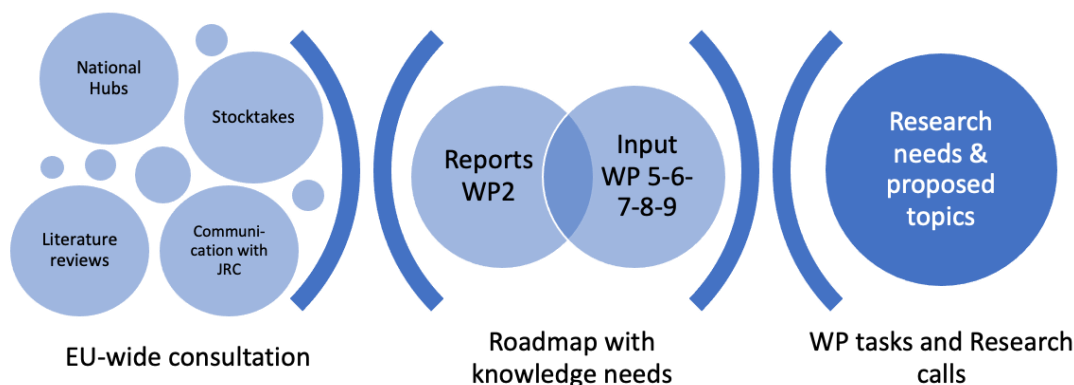 National
Hubs
Stocktakes
Literature
reviews
Communi-
cation with
JRC
EU-wide consultation
Reports
WP2
Input
WP 5-6-
7-8-9
Roadmap with
knowledge needs
Research
needs &
proposed
topics
WP tasks and Research
calls